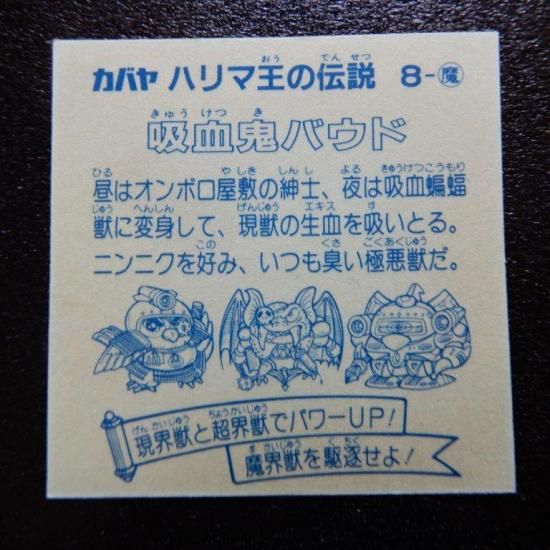 カバヤ ハリマ王の伝説 8-魔
吸血鬼バウド
昼はオンボロ屋敷の紳士、夜は吸血蝙蝠
獣に変身して、現獣の生血を吸いとる。
ニンニクを好み、いつも臭い極悪獣だ。
現界獣と超界獣でパワーUP!
魔界獣を駆逐せよ!